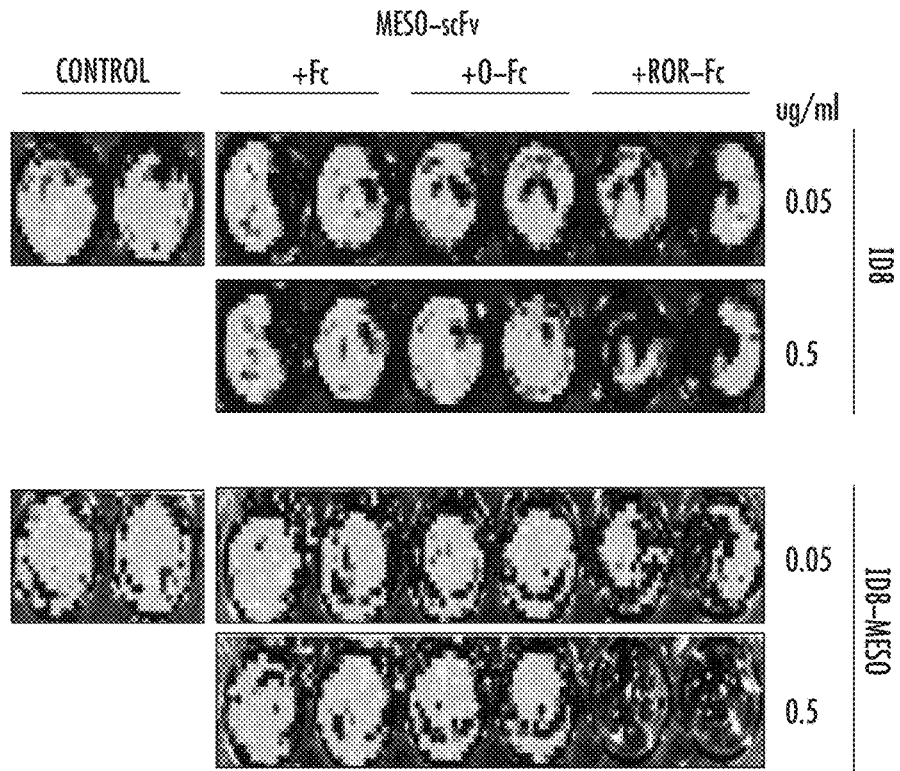 MESO–scFv
CONTROL +Fc +O–Fc +ROR–Fc
ug/ml
0.05
0.5
ID8
0.05
0.5
ID8–MESO